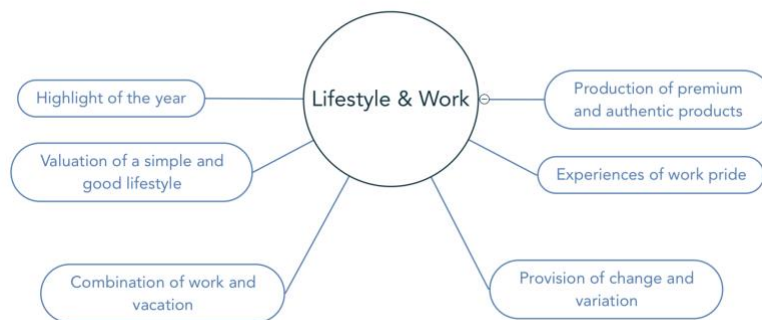 Lifestyle & Work
Highlight of the year
Valuation of a simple and
good lifestyle
Combination of work and
vacation
Production of premium
and authentic products
Experiences of work pride
Provision of change and
variation